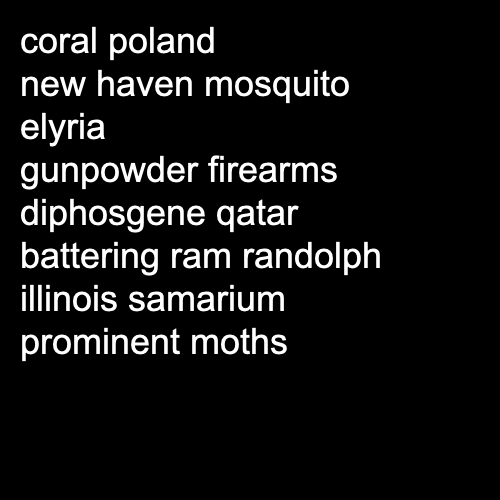 coral poland
new haven mosquito
elyria
gunpowder firearms
diphosgene qatar
battering ram randolph
illinois samarium
prominent moths